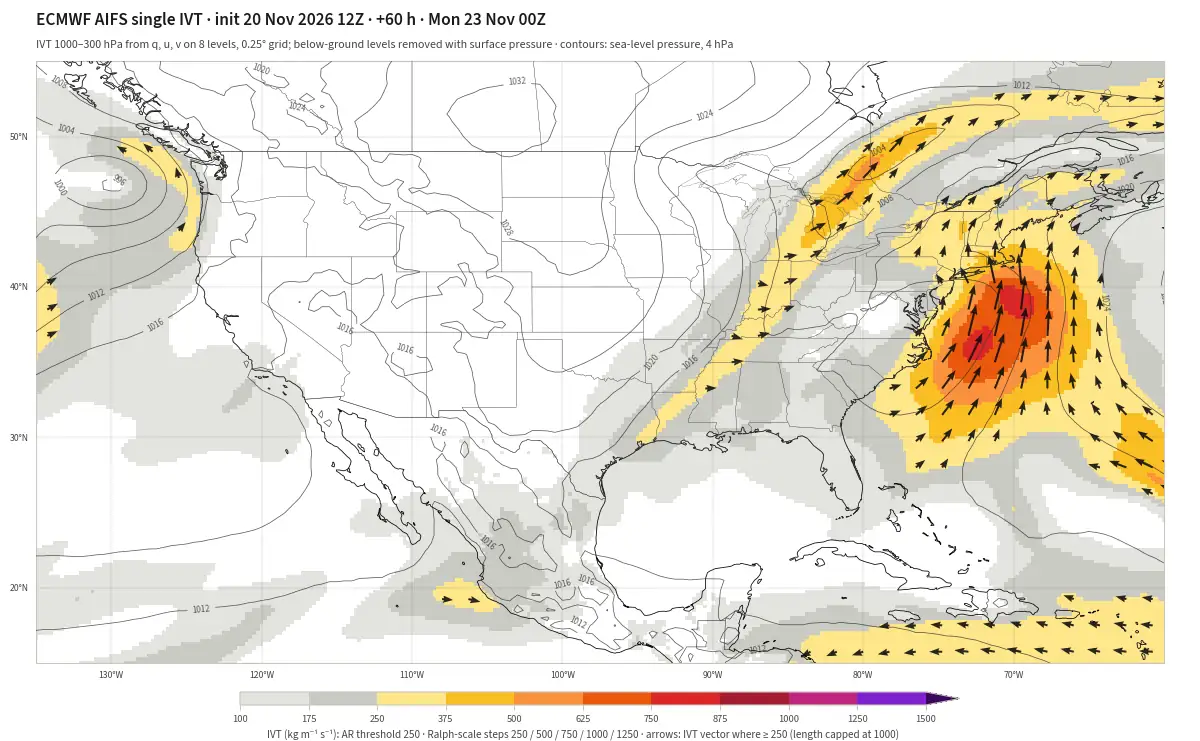 ECMWF AIFS single IVT · init 20 Nov 2026 12Z · +60 h · Mon 23 Nov 00Z
IVT 1000–300 hPa from q, u, v on 8 levels, 0.25° grid; below-ground levels removed with surface pressure · contours: sea-level pressure, 4 hPa
1008
1020
1032
1012
1024
1024
50°N
1004
1004
1016
996
1000
1020
1008
1028
40°N
1012
1024
1016
1016
1016
1020
1016
30°N
1016
1016
20°N
1016
1016
1012
1012
1012
130°W
120°W
110°W
100°W
90°W
80°W
70°W
100
175
250
375
500
625
750
875
1000
1250
1500
IVT (kg m⁻¹ s⁻¹): AR threshold 250 · Ralph-scale steps 250 / 500 / 750 / 1000 / 1250 · arrows: IVT vector where ≥ 250 (length capped at 1000)